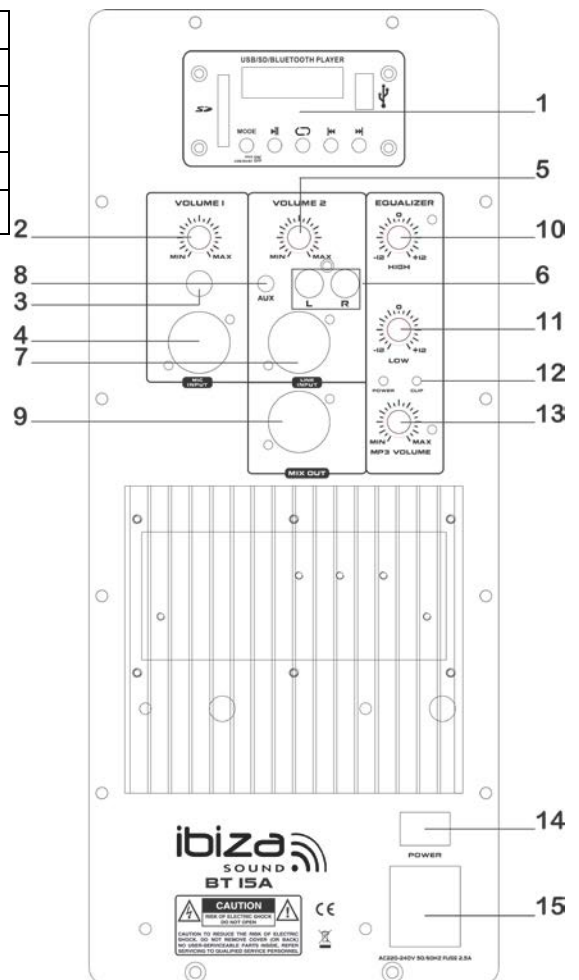 USB/SD/BLUETOOTH PLAYER
1
MODE
VOLUME 1
VOLUME 2
EQUALIZER
5
2
0
10
MIN MAX
MIN MAX
-12 +12
HIGH
8
AUX
L R
6
3
0
4
11
7
-12 +12
LOW
MIC INPUT
LINE INPUT
POWER CLIP
12
9
13
MIN MAX
MP3 VOLUME
MIX OUT
ibiza
SOUND
BT 15A
14
POWER
CAUTION
RISK OF ELECTRIC SHOCK
DO NOT OPEN
CE
15
CAUTION TO REDUCE THE RISK OF ELECTRIC
SHOCK, DO NOT REMOVE COVER (OR BACK)
NO USER-SERVICEABLE PARTS INSIDE, REFER
SERVICING TO QUALIFIED SERVICE PERSONNEL
AC220-240V 50/60HZ FUSE 2.5A